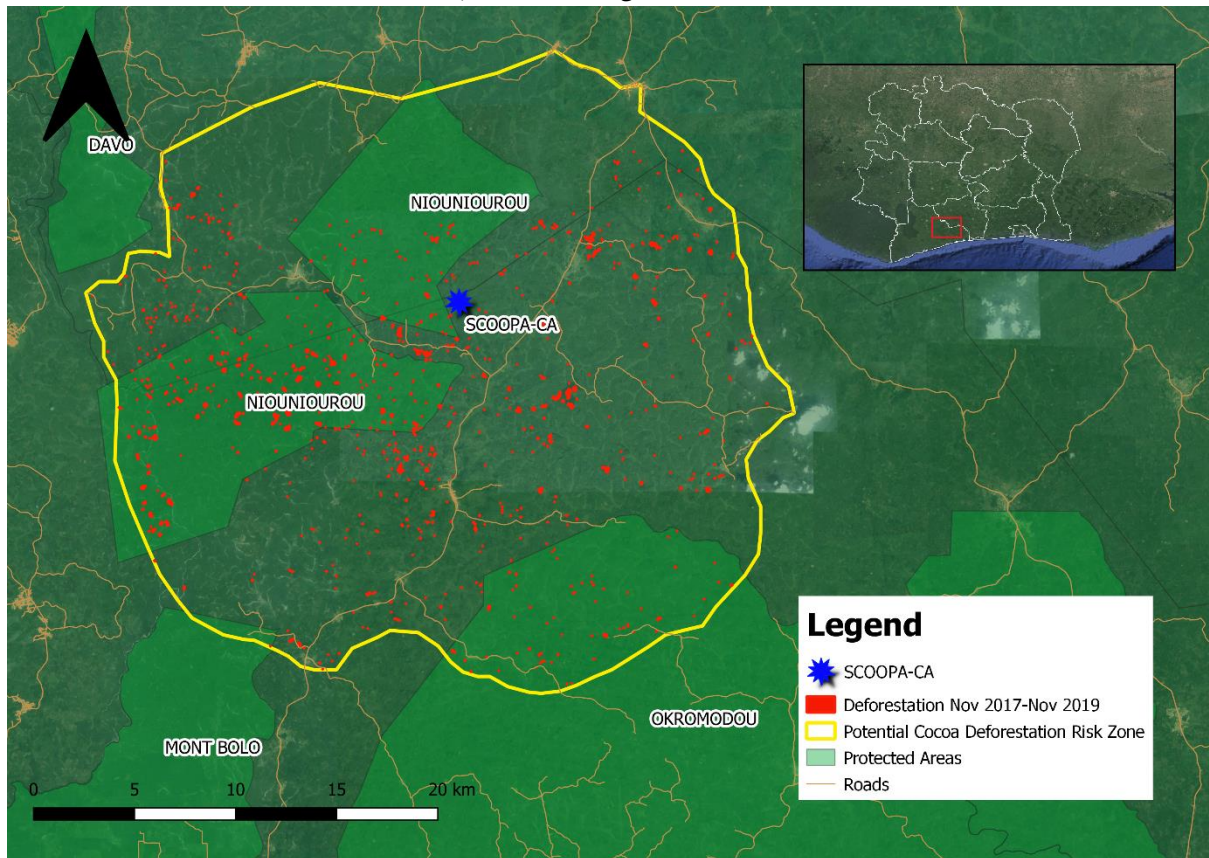 DAVO
NIOUNIOUROU
SCOOPA-CA
NIOUNIOUROU
OKROMODOU
MONT BOLO
0 5 10 15 20 km
Legend
SCOOPA-CA
Deforestation Nov 2017-Nov 2019
Potential Cocoa Deforestation Risk Zone
Protected Areas
Roads